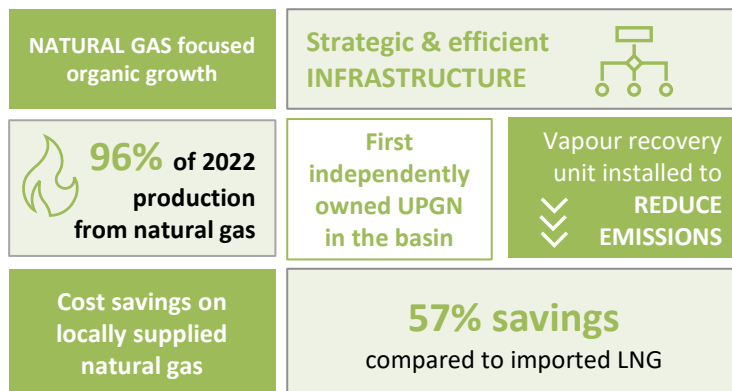 NATURAL GAS focused
organic growth
Strategic & efficient
INFRASTRUCTURE
96% of 2022
production
from natural gas
First
independently
owned UPGN
in the basin
Vapour recovery
unit installed to
REDUCE
EMISSIONS
Cost savings on
locally supplied
natural gas
57% savings
compared to imported LNG